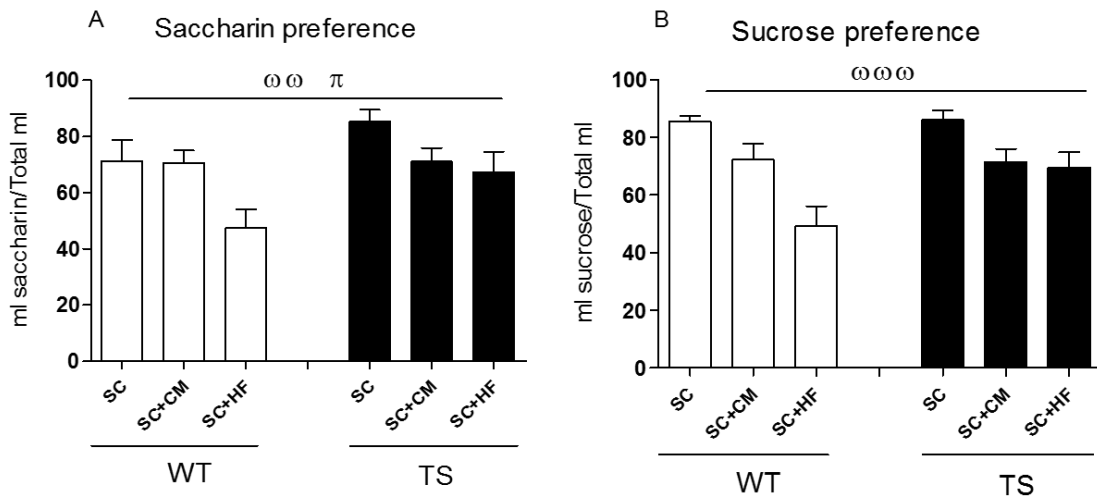 A
Saccharin preference
ωω π
ml saccharin/Total ml
100
80
60
40
20
0
SC
SC+CM
SC+HF
SC
SC+CM
SC+HF
WT
TS
B
Sucrose preference
ωωω
ml sucrose/Total ml
100
80
60
40
20
0
SC
SC+CM
SC+HF
SC
SC+CM
SC+HF
WT
TS